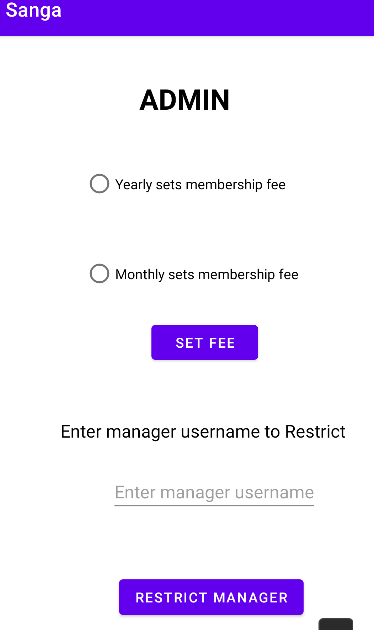 Sanga
ADMIN
Yearly sets membership fee
Monthly sets membership fee
SET FEE
Enter manager username to Restrict
Enter manager username
RESTRICT MANAGER